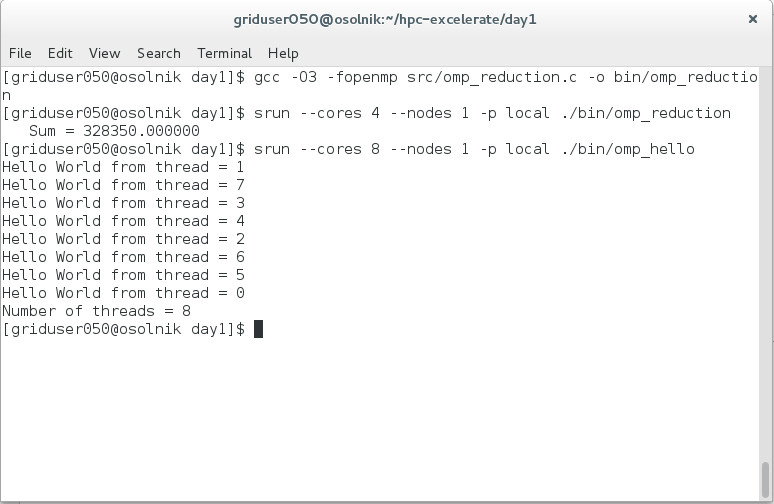 griduser050@osolnik:~/hpc-excelerate/day1
File Edit View Search Terminal Help
[griduser050@osolnik day1]$ gcc -O3 -fopenmp src/omp_reduction.c -o bin/omp_reductio
n
[griduser050@osolnik day1]$ srun --cores 4 --nodes 1 -p local ./bin/omp_reduction
   Sum = 328350.000000
[griduser050@osolnik day1]$ srun --cores 8 --nodes 1 -p local ./bin/omp_hello
Hello World from thread = 1
Hello World from thread = 7
Hello World from thread = 3
Hello World from thread = 4
Hello World from thread = 2
Hello World from thread = 6
Hello World from thread = 5
Hello World from thread = 0
Number of threads = 8
[griduser050@osolnik day1]$